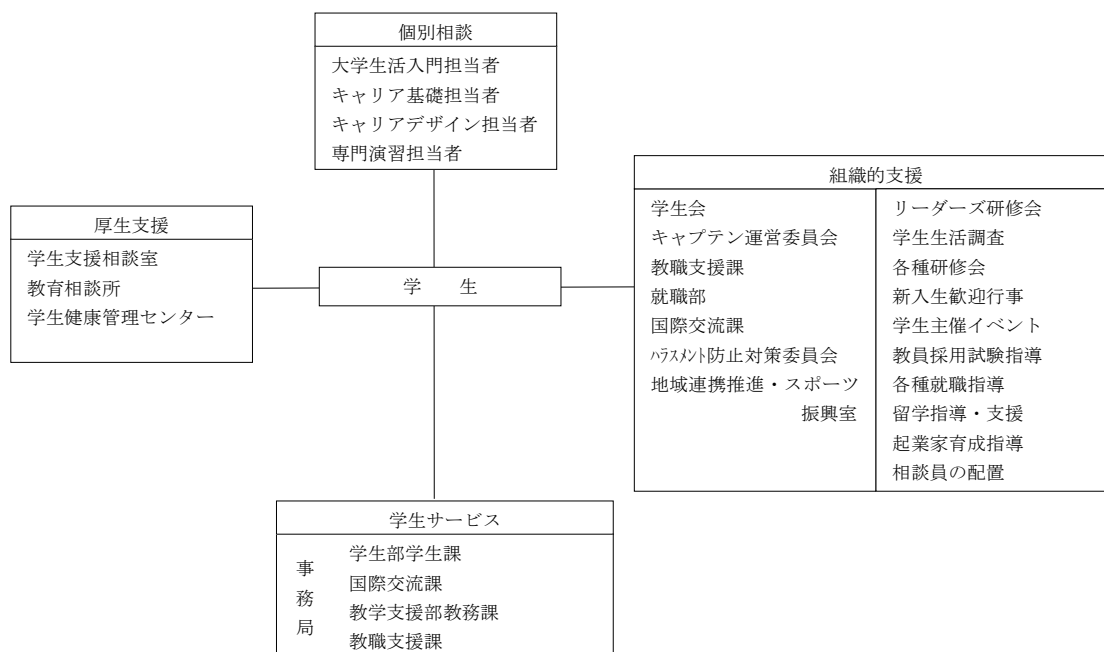 個別相談
大学生活入門担当者
キャリア基礎担当者
キャリアデザイン担当者
専門演習担当者
厚生支援
学生支援相談室
教育相談所
学生健康管理センター
学　生
組織的支援
学生会
キャプテン運営委員会
教職支援課
就職部
国際交流課
ﾊﾗｽﾒﾝﾄ防止対策委員会
地域連携推進・スポーツ
振興室
リーダーズ研修会
学生生活調査
各種研修会
新入生歓迎行事
学生主催イベント
教員採用試験指導
各種就職指導
留学指導・支援
起業家育成指導
相談員の配置
学生サービス
事務局
学生部学生課
国際交流課
教学支援部教務課
教職支援課